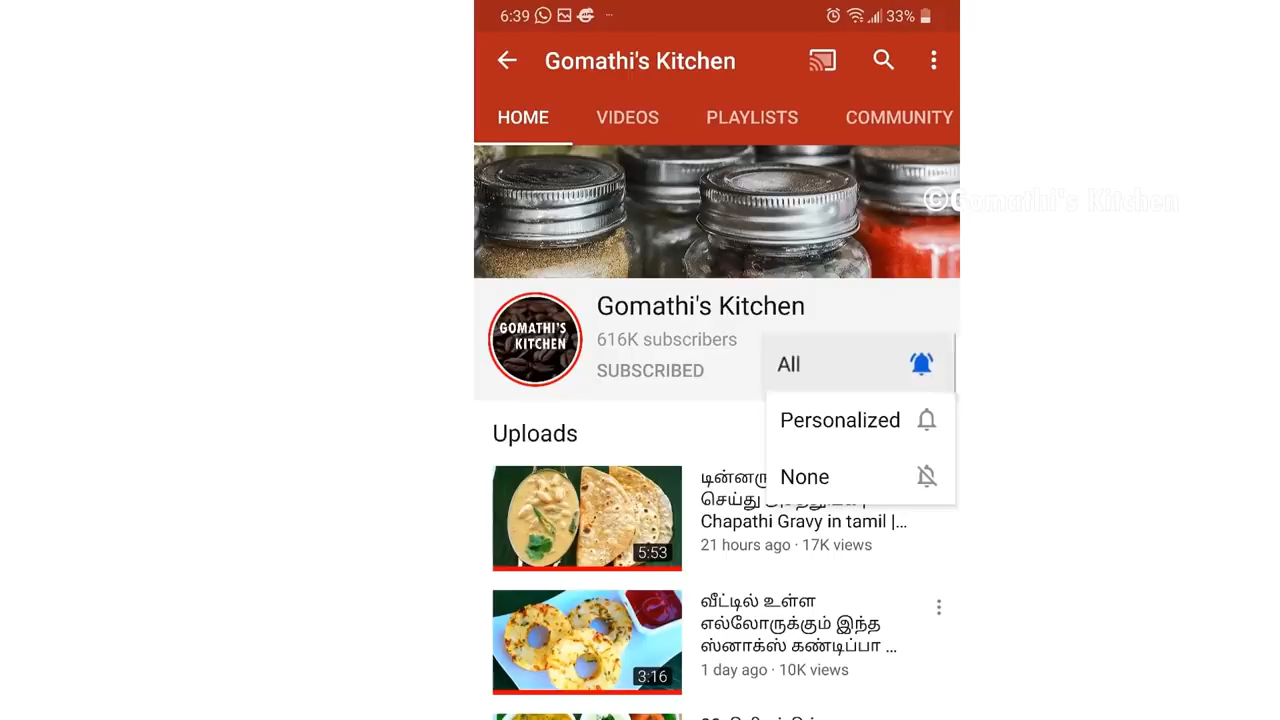 6:39
33%
Gomathi's Kitchen
HOME
VIDEOS
PLAYLISTS
COMMUNITY
©Gomathi's Kitchen
GOMATHI'S
KITCHEN
Gomathi's Kitchen
616K subscribers
SUBSCRIBED
All
Personalized
None
Uploads
5:53
செய்து
Chapathi Gravy in tamil |...
21 hours ago · 17K views
3:16
வீட்டில் உள்ள
எல்லோருக்கும் இந்த
ஸ்னாக்ஸ் கண்டிப்பா ...
1 day ago · 10K views